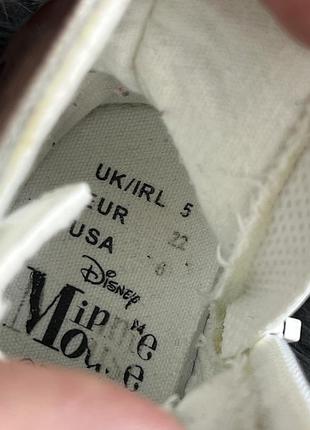 UK/IRL 5
EUR 22
USA 6
Disney
Minnie
Mouse